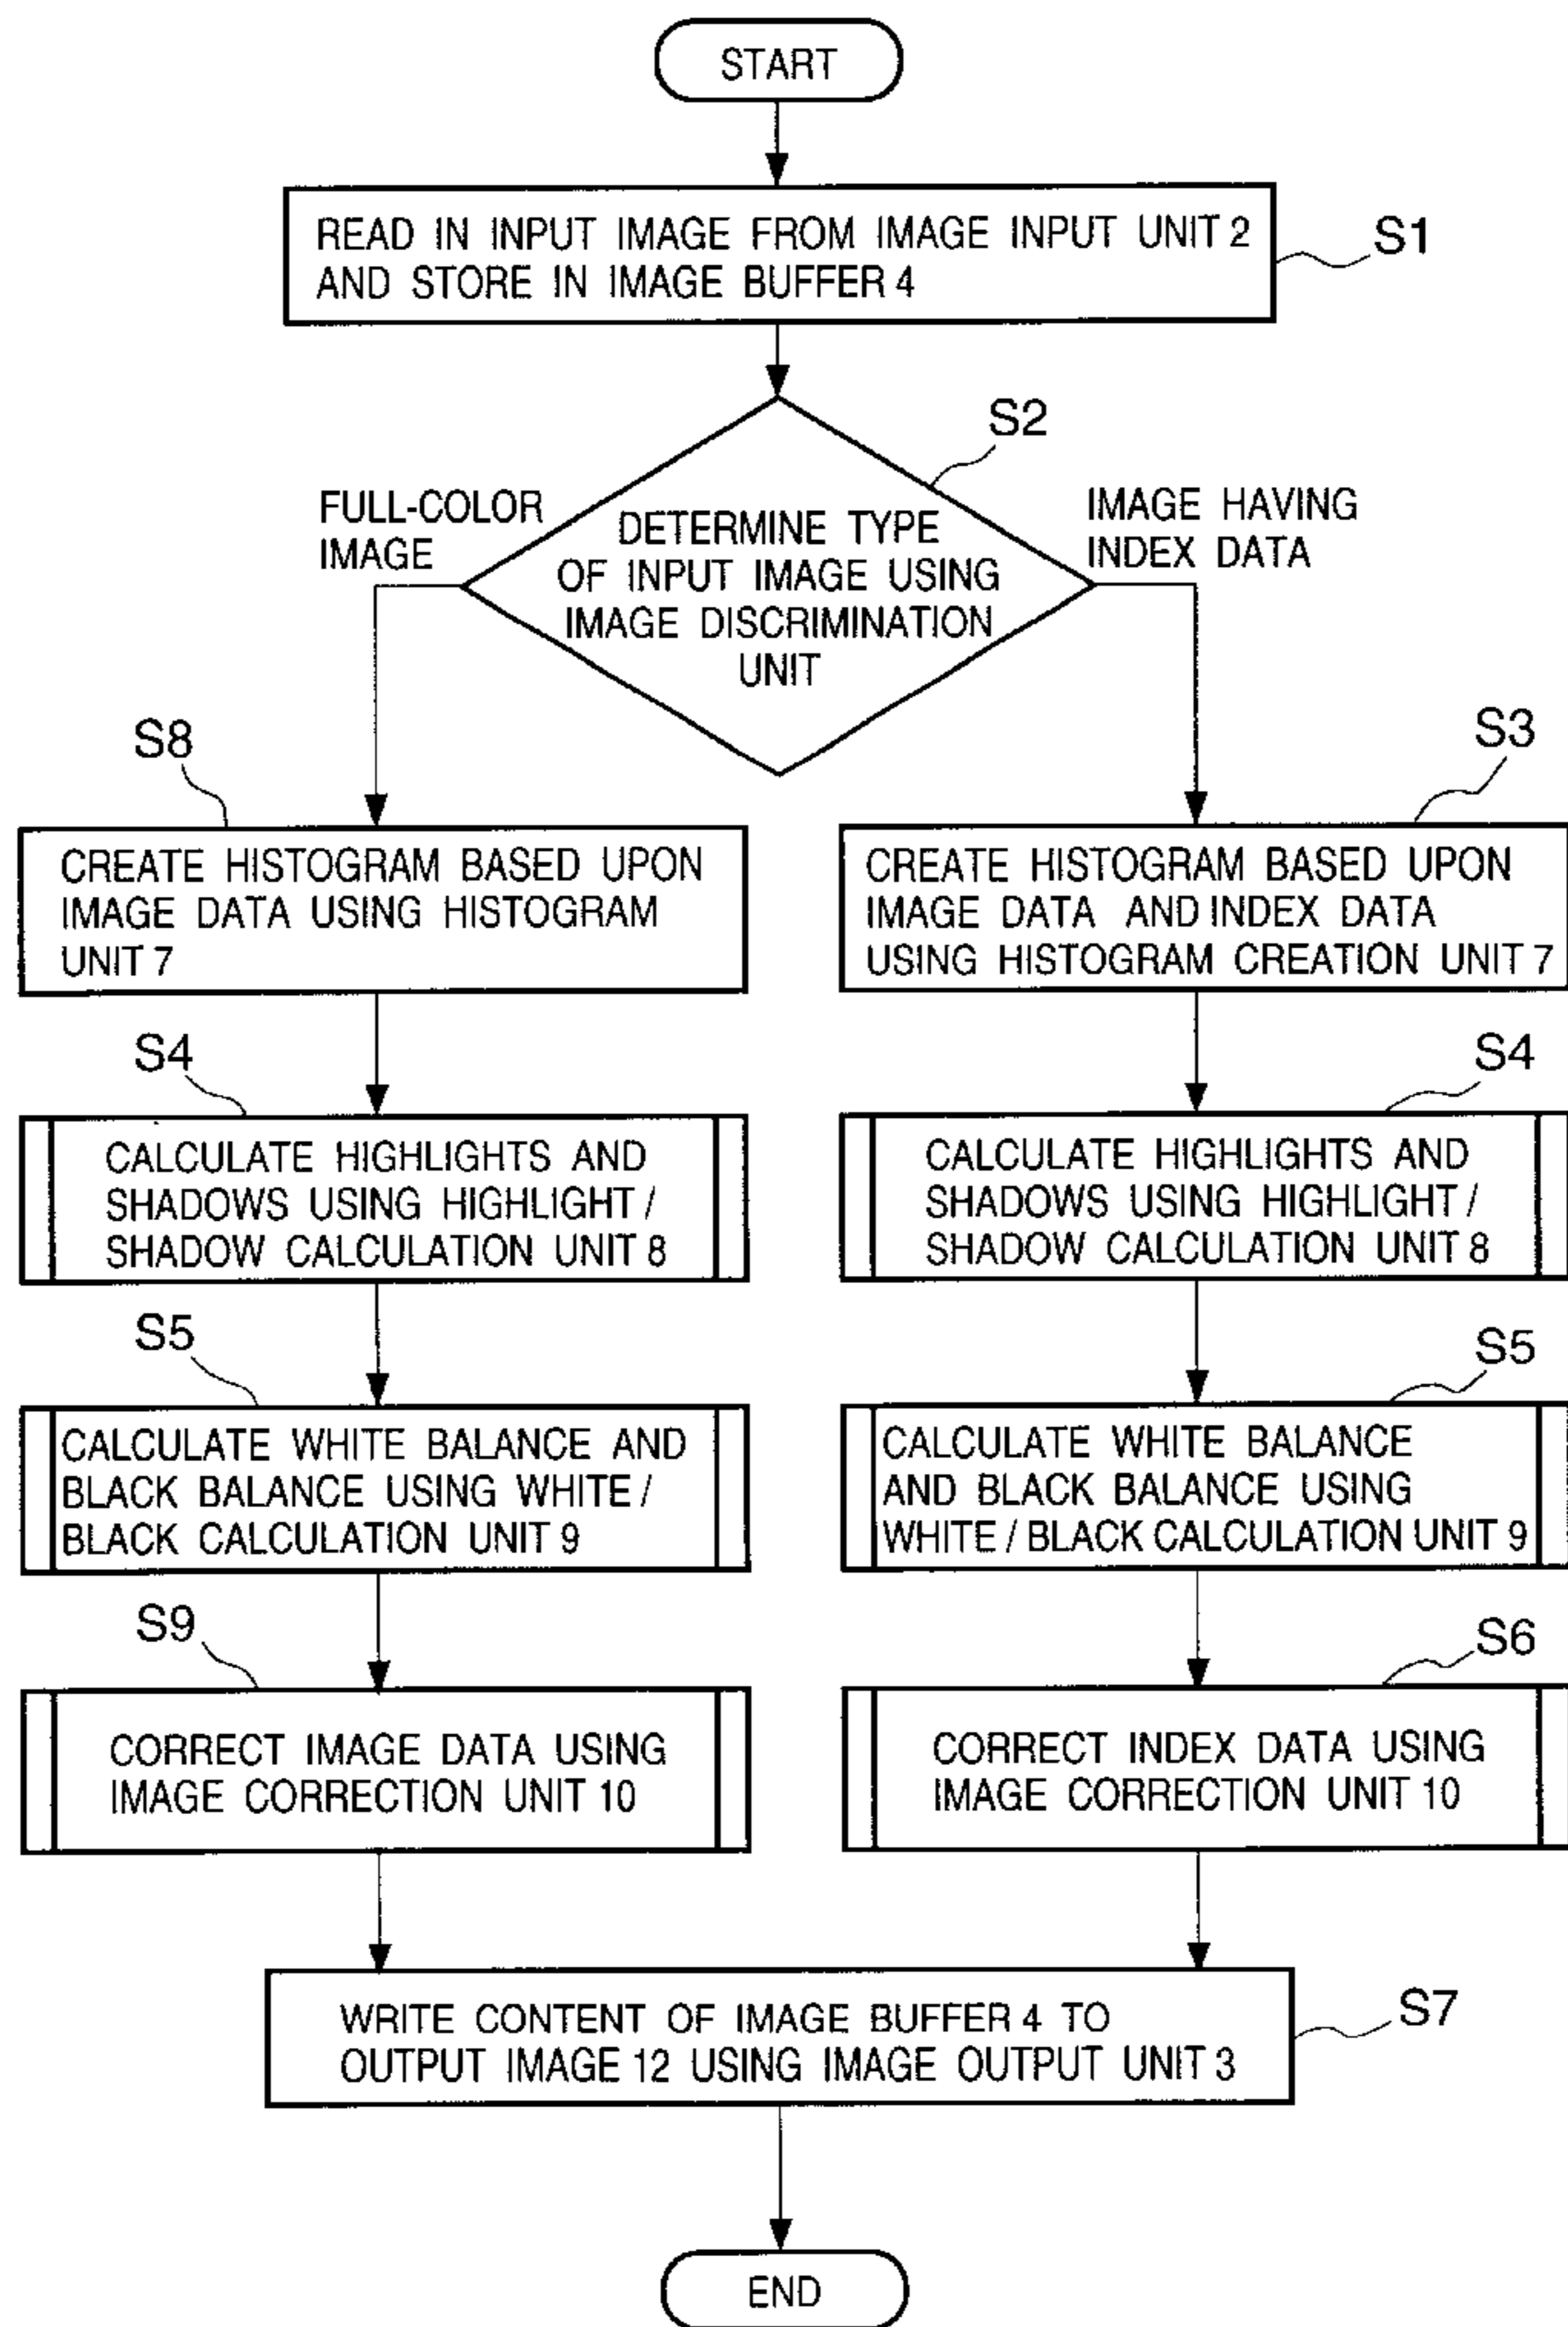 START
READ IN INPUT IMAGE FROM IMAGE INPUT UNIT 2
AND STORE IN IMAGE BUFFER 4
S1
S2
FULL-COLOR
IMAGE
DETERMINE TYPE
OF INPUT IMAGE USING
IMAGE DISCRIMINATION
UNIT
IMAGE HAVING
INDEX DATA
S8
CREATE HISTOGRAM BASED UPON
IMAGE DATA USING HISTOGRAM
UNIT 7
S3
CREATE HISTOGRAM BASED UPON
IMAGE DATA AND INDEX DATA
USING HISTOGRAM CREATION UNIT 7
S4
CALCULATE HIGHLIGHTS AND
SHADOWS USING HIGHLIGHT /
SHADOW CALCULATION UNIT 8
S4
CALCULATE HIGHLIGHTS AND
SHADOWS USING HIGHLIGHT /
SHADOW CALCULATION UNIT 8
S5
CALCULATE WHITE BALANCE AND
BLACK BALANCE USING WHITE /
BLACK CALCULATION UNIT 9
S5
CALCULATE WHITE BALANCE
AND BLACK BALANCE USING
WHITE / BLACK CALCULATION UNIT 9
S9
CORRECT IMAGE DATA USING
IMAGE CORRECTION UNIT 10
S6
CORRECT INDEX DATA USING
IMAGE CORRECTION UNIT 10
WRITE CONTENT OF IMAGE BUFFER 4 TO
OUTPUT IMAGE 12 USING IMAGE OUTPUT UNIT 3
S7
END